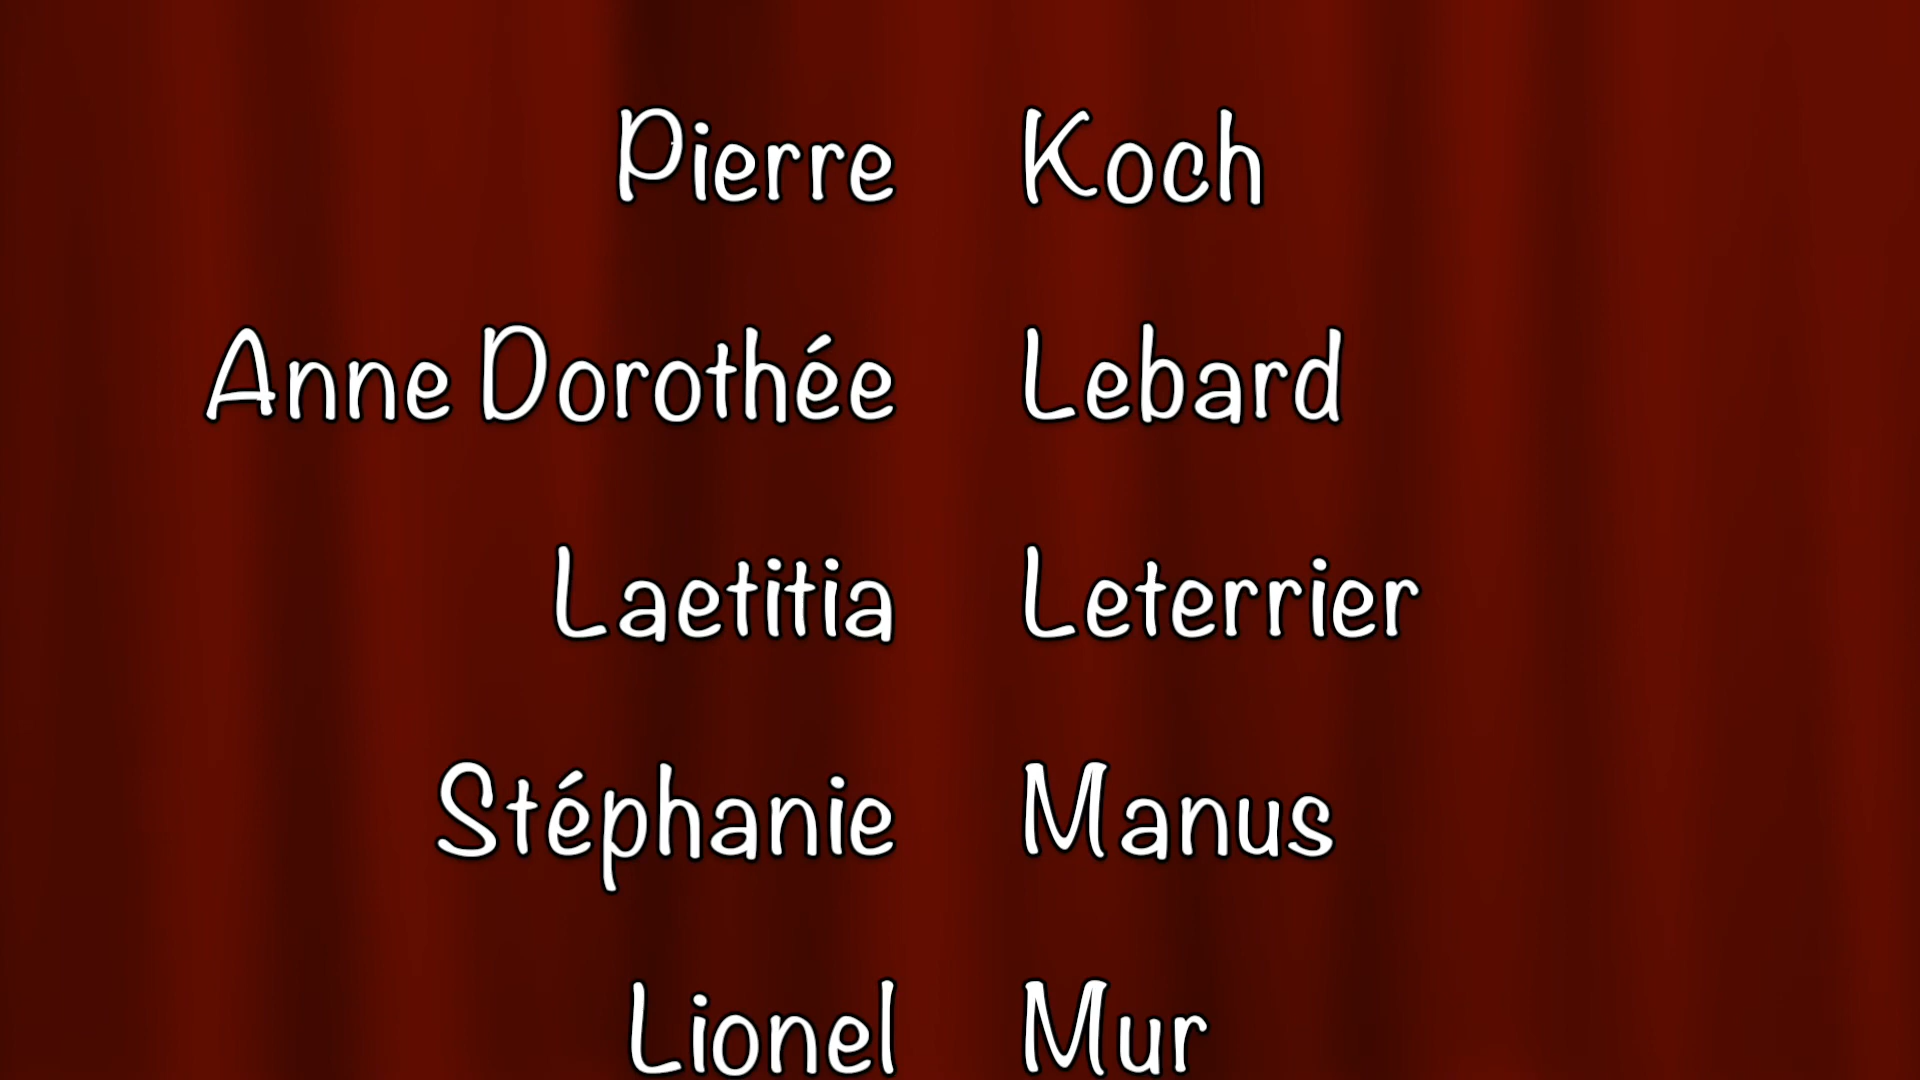 Pierre Koch
Anne Dorothée Lebard
Laetitia Leterrier
Stéphanie Manus
Lionel Mur